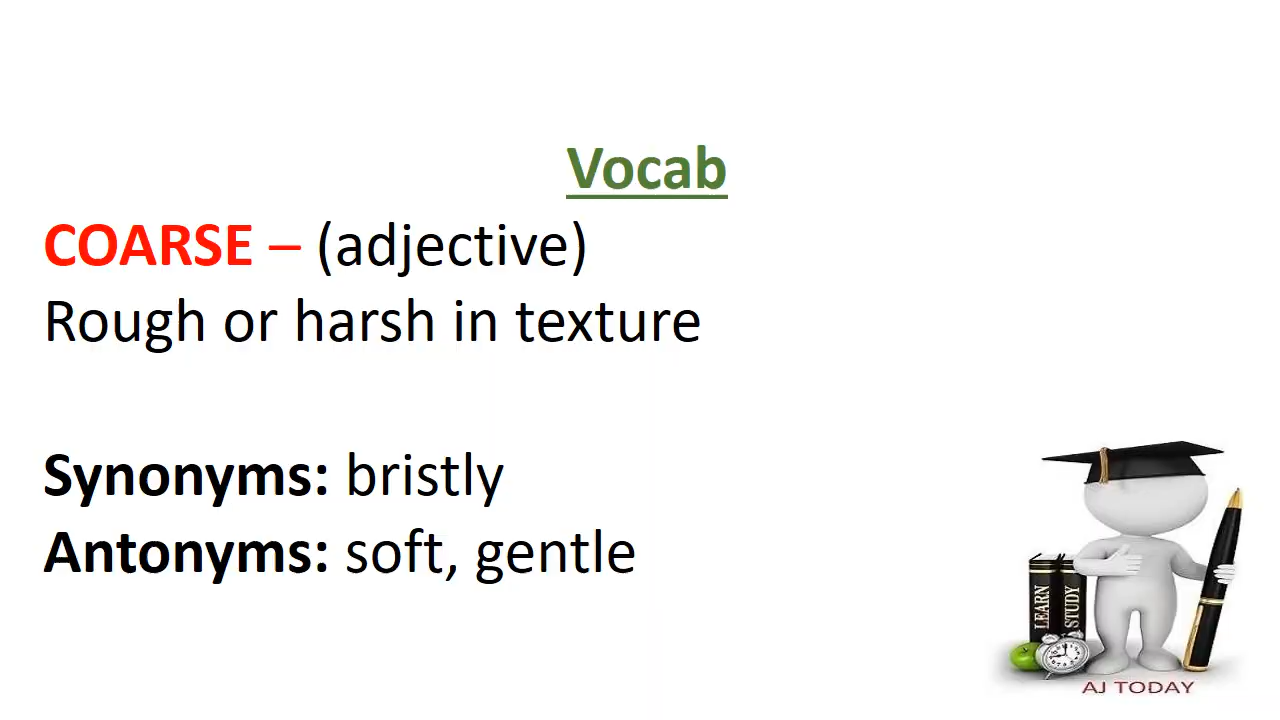 Vocab
COARSE – (adjective)
Rough or harsh in texture
Synonyms: bristly
Antonyms: soft, gentle
LEARN
STUDY
AJ TODAY